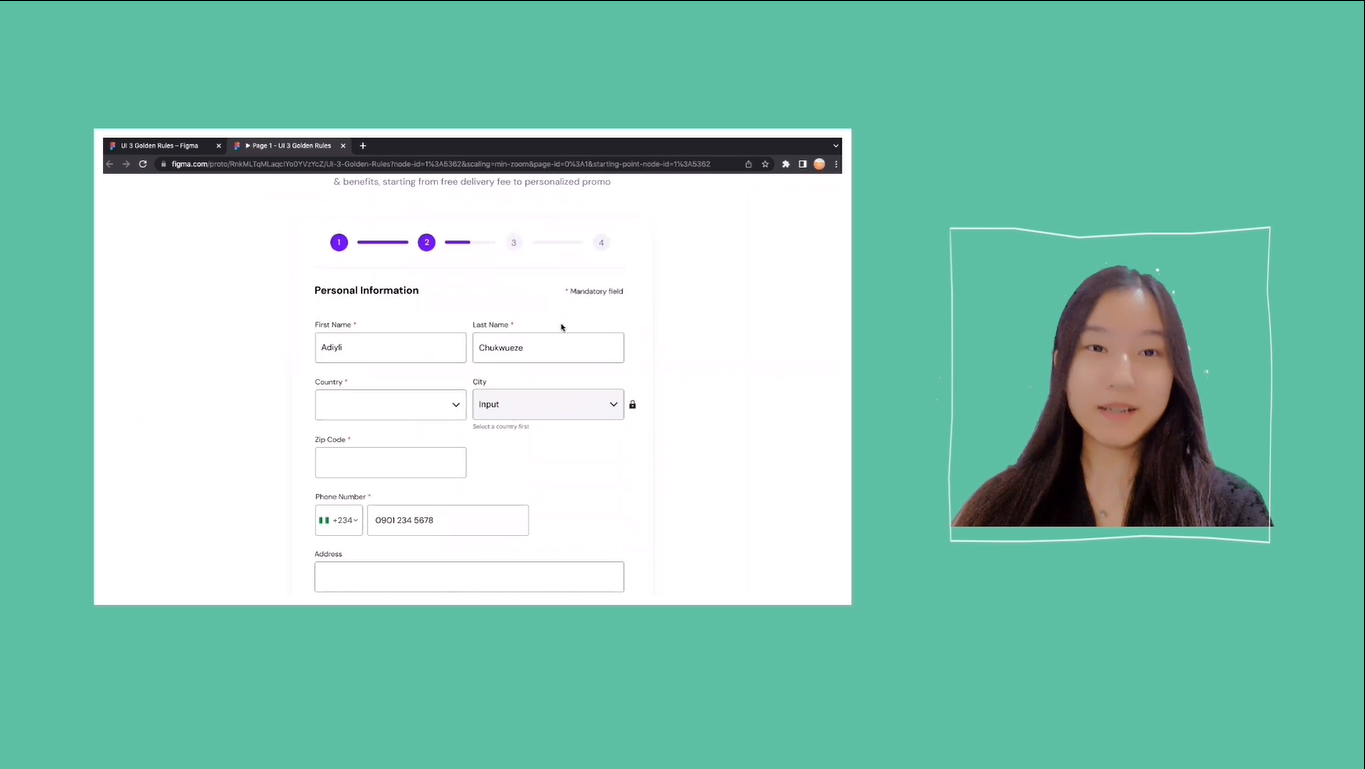 UI 3 Golden Rules – Figma
Page 1 - UI 3 Golden Rules
figma.com/proto/RnkMLTqMLaqcIYo0YVzYcZ/UI-3-Golden-Rules?node-id=1%3A5362&scaling=min-zoom&page-id=0%3A1&starting-point-node-id=1%3A5362
& benefits, starting from free delivery fee to personalized promo
1 2 3 4
Personal Information * Mandatory field
First Name * Last Name *
Adiyli Chukwueze
Country * City
Input
Select a country first
Zip Code *
Phone Number *
+234 0901 234 5678
Address